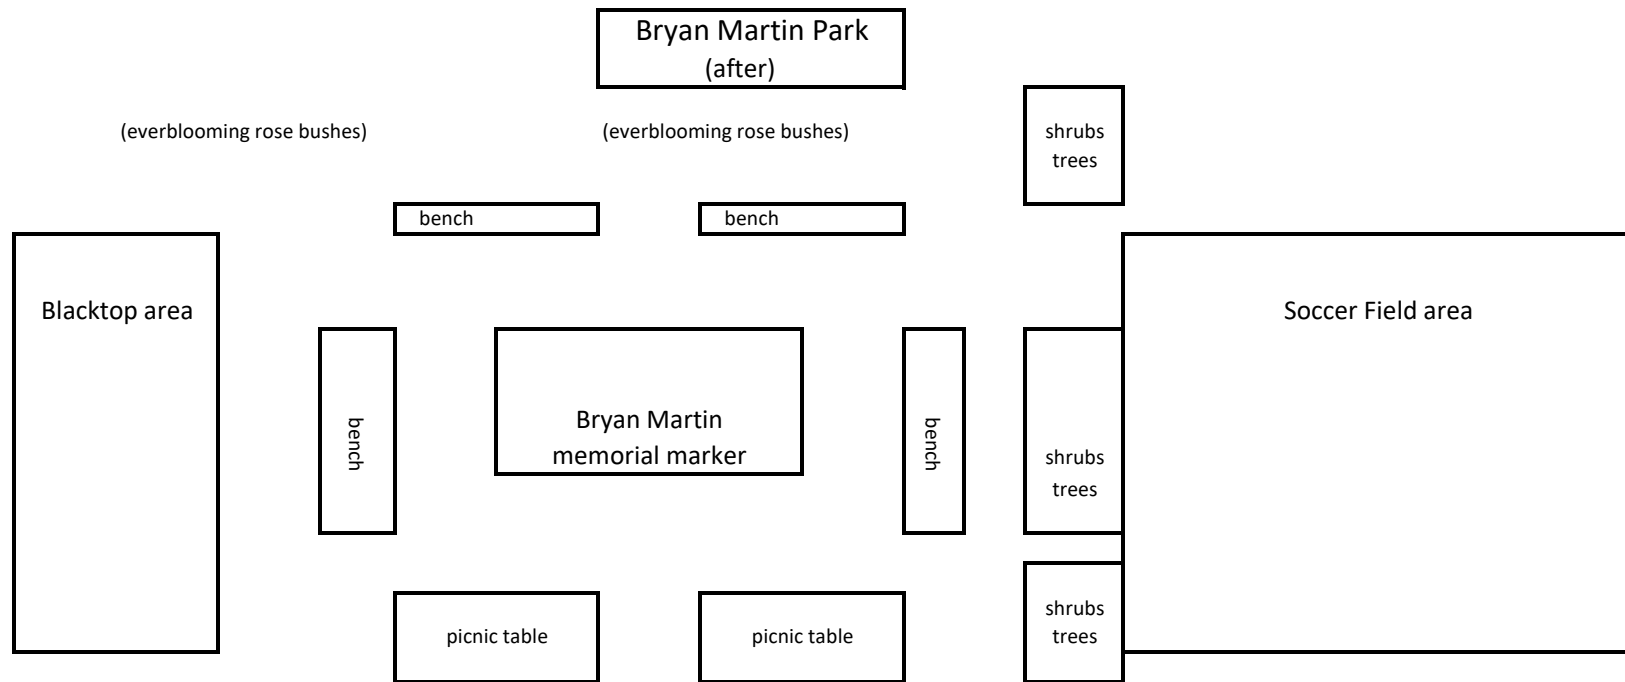 Bryan Martin Park
(after)
(everblooming rose bushes)
(everblooming rose bushes)
shrubs
trees
bench
bench
Blacktop area
Soccer Field area
bench
Bryan Martin
memorial marker
bench
shrubs
trees
picnic table
picnic table
shrubs
trees